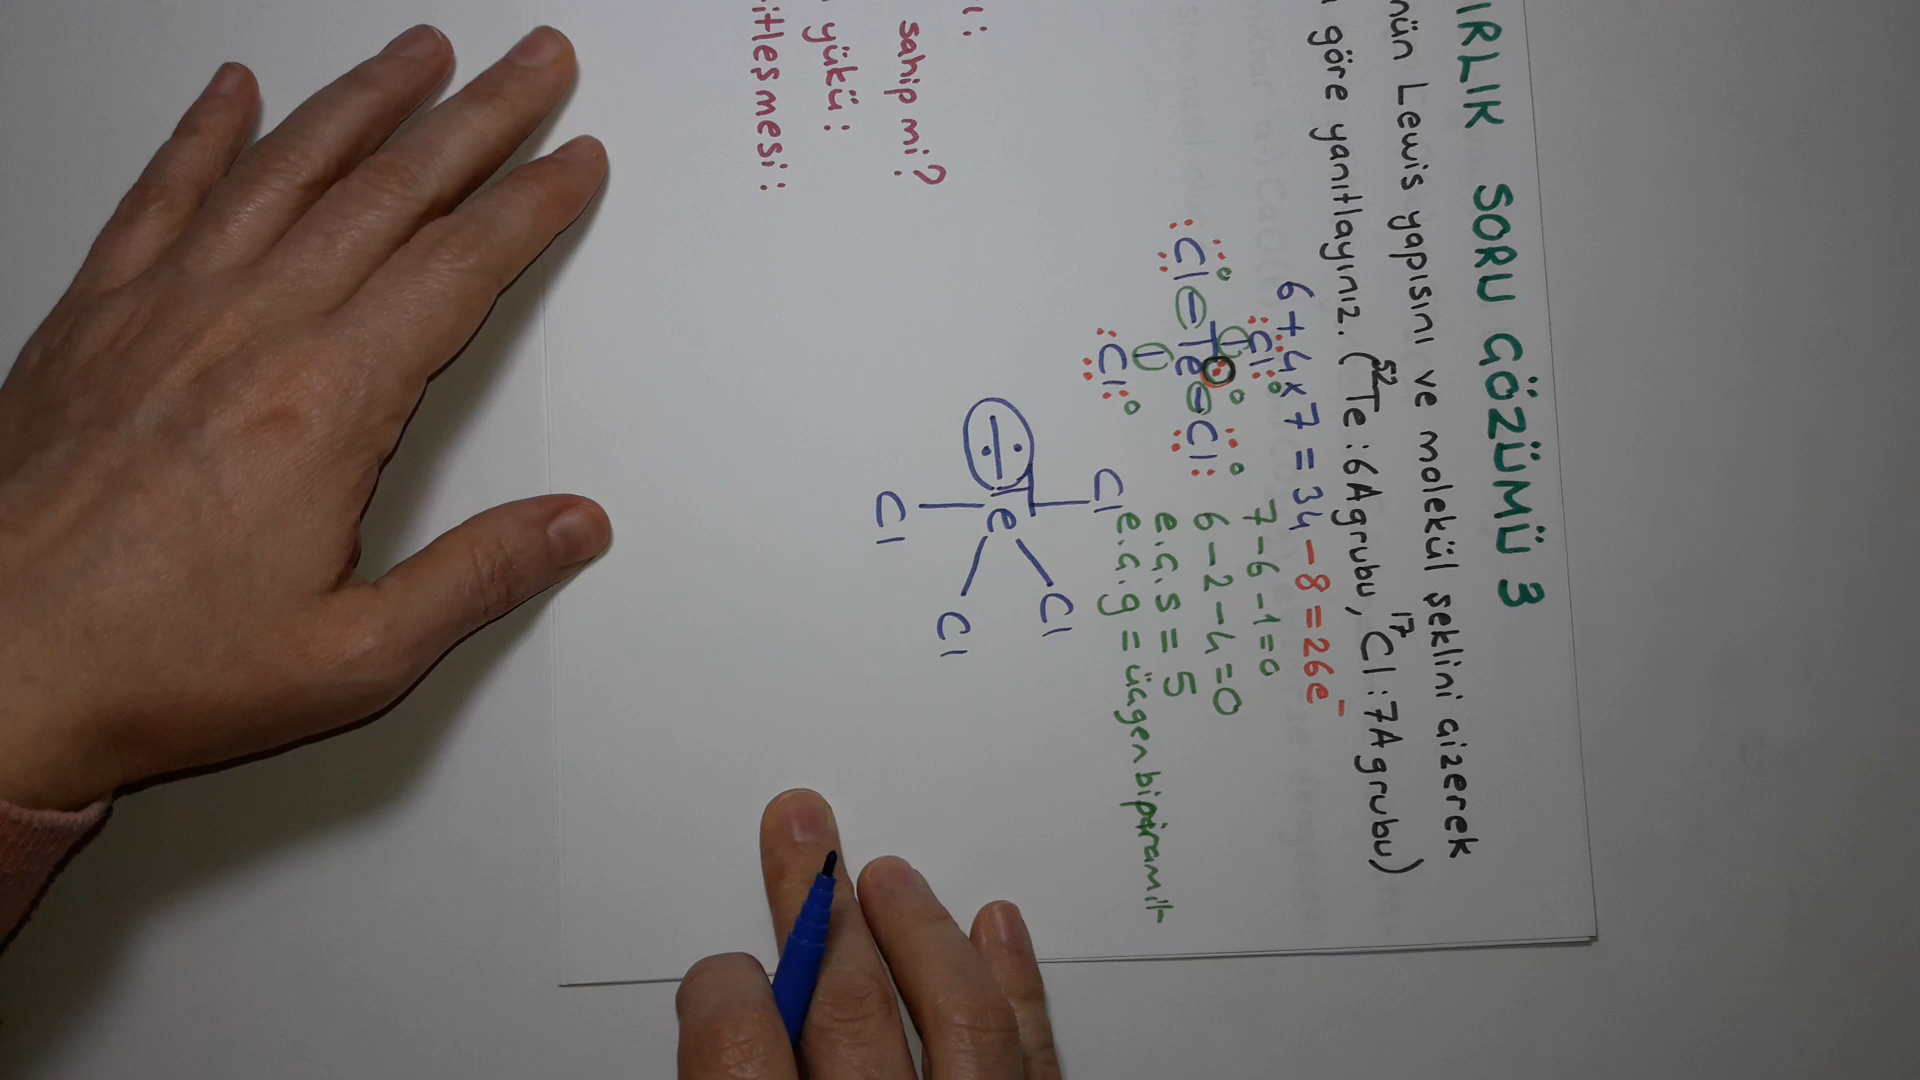 IRLIK SORU ÇÖZÜMÜ 3
nün Lewis yapısını ve molekül şeklini çizerek
göre yanıtlayınız. (52Te: 6A grubu, 17Cl: 7A grubu)
6+4x7=34-8=26e-
7-6-1=0
6-2-4=0
e.ç.s=5
e.ç.g=üçgen bipiramit
Cl
Cl-Te-Cl
Cl
Cl
Te
Cl
Cl
Cl
ı:
sahip mi?
yükü:
itleşmesi: